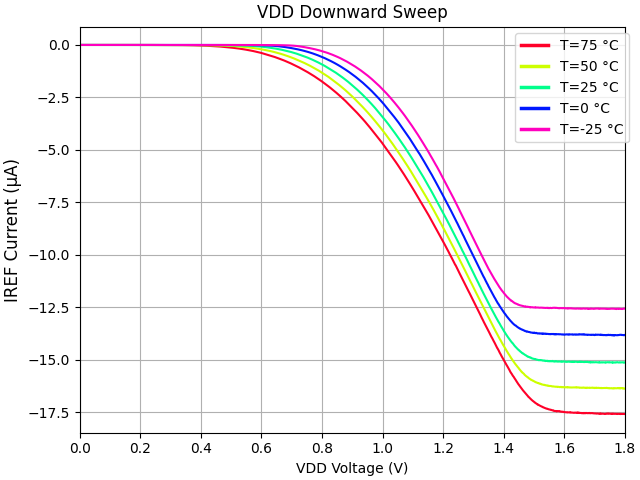 VDD Downward Sweep
IREF Current (μA)
0.0
−2.5
−5.0
−7.5
−10.0
−12.5
−15.0
−17.5
T=75 °C
T=50 °C
T=25 °C
T=0 °C
T=-25 °C
0.0 0.2 0.4 0.6 0.8 1.0 1.2 1.4 1.6 1.8
VDD Voltage (V)